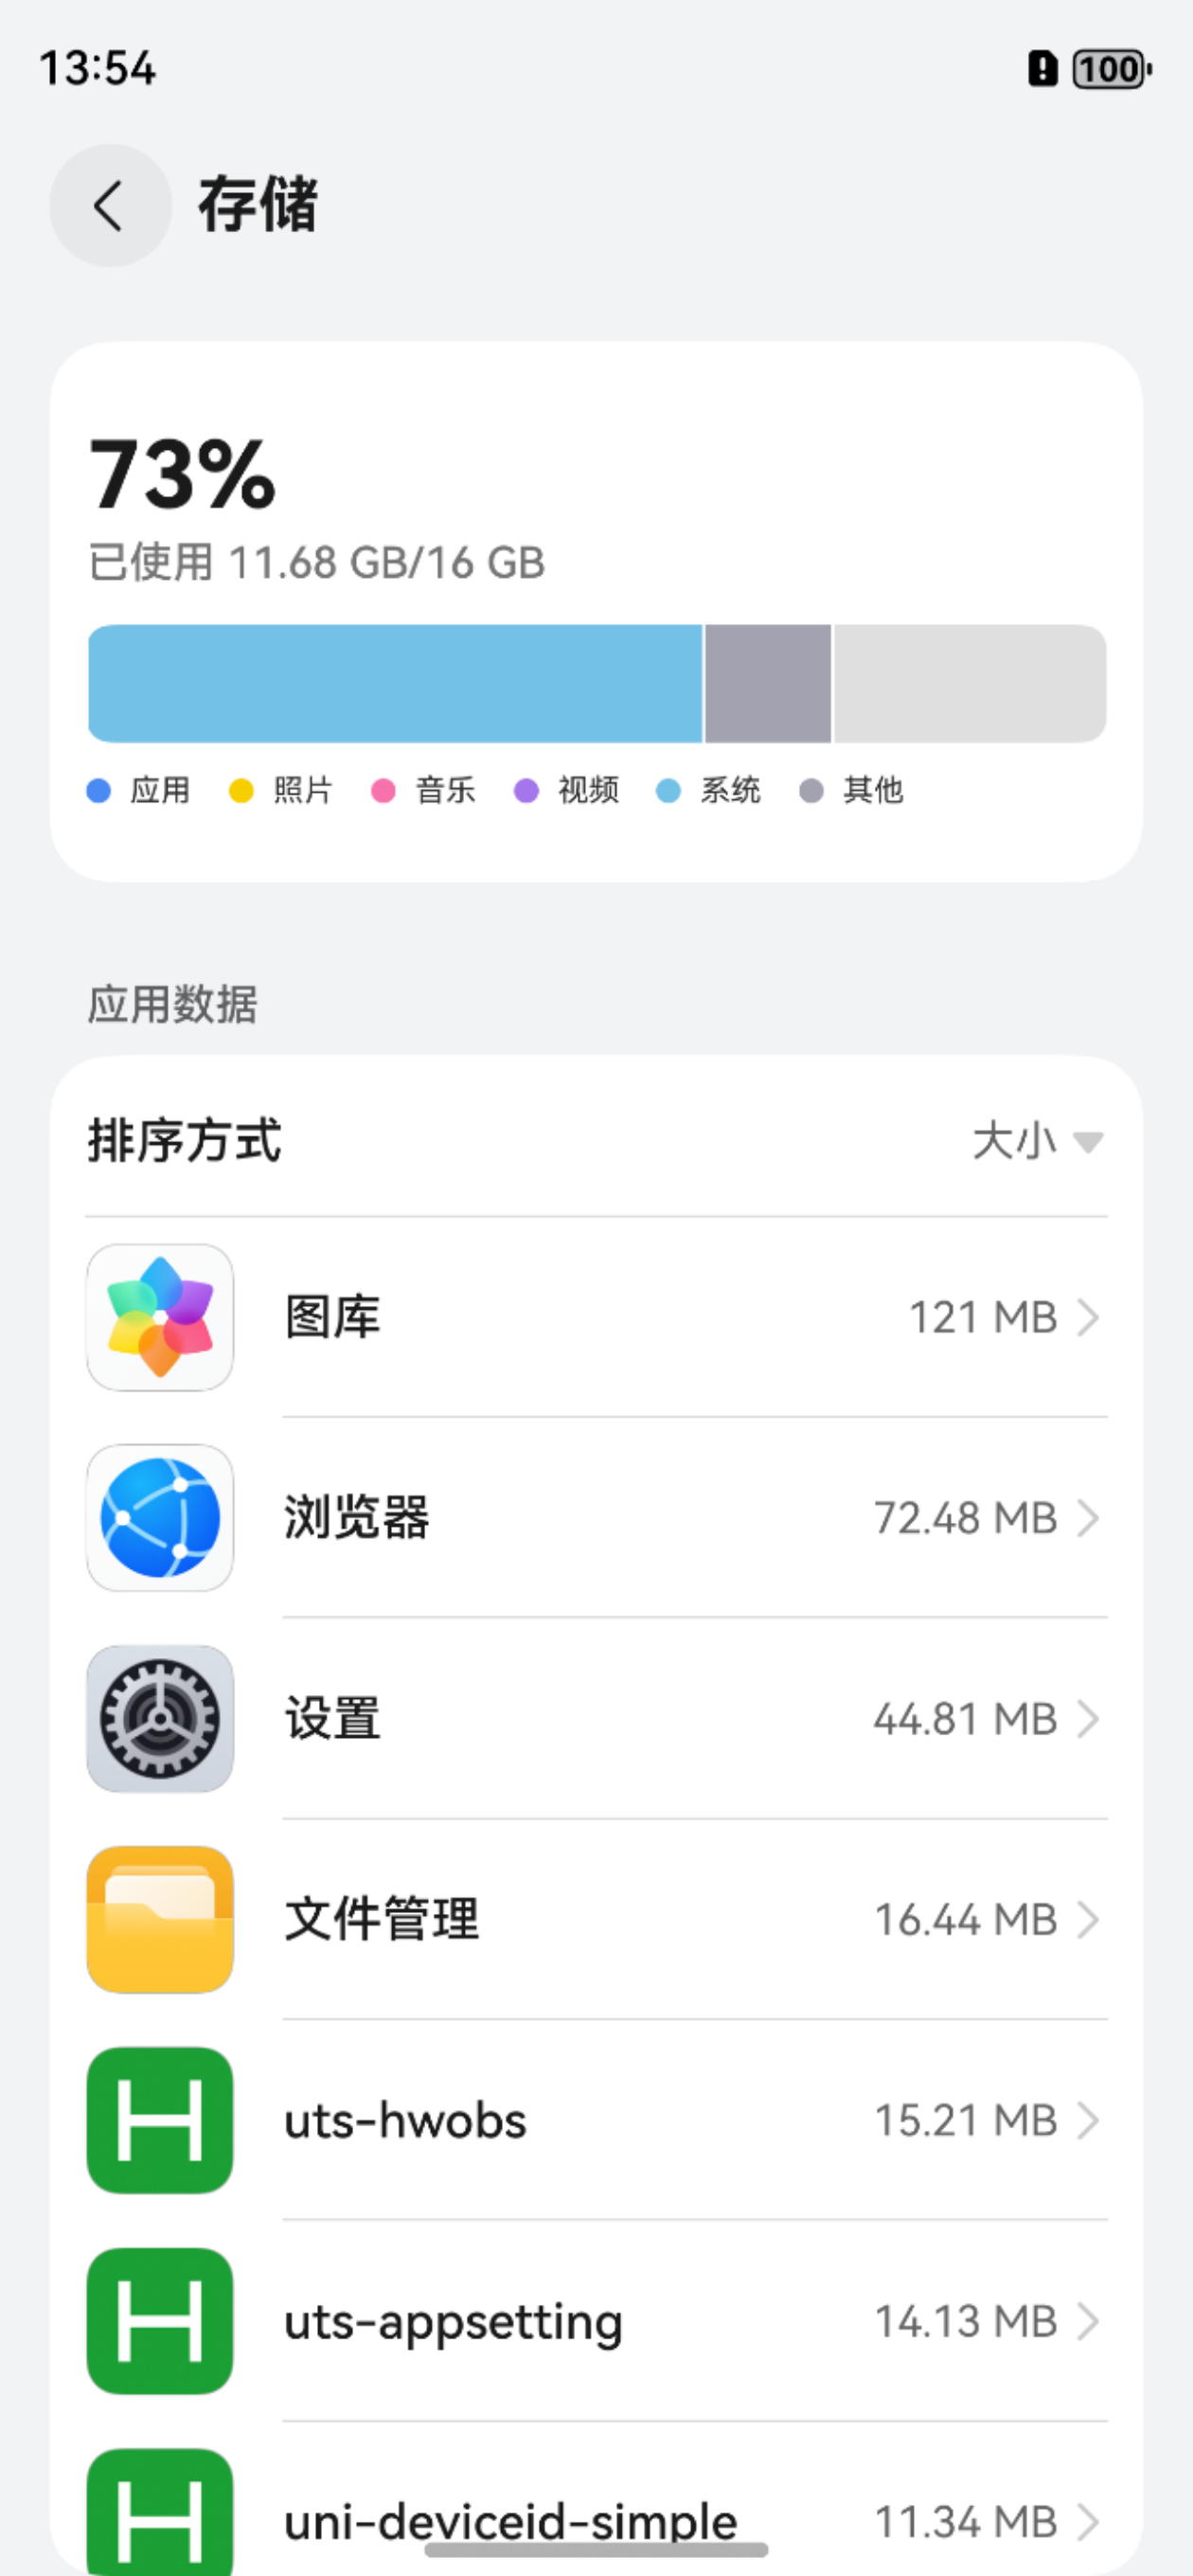 13:54 100
存储
73%
已使用 11.68 GB/16 GB
应用 照片 音乐 视频 系统 其他
应用数据
排序方式 大小
图库 121 MB
浏览器 72.48 MB
设置 44.81 MB
文件管理 16.44 MB
uts-hwobs 15.21 MB
uts-appsetting 14.13 MB
uni-deviceid-simple 11.34 MB